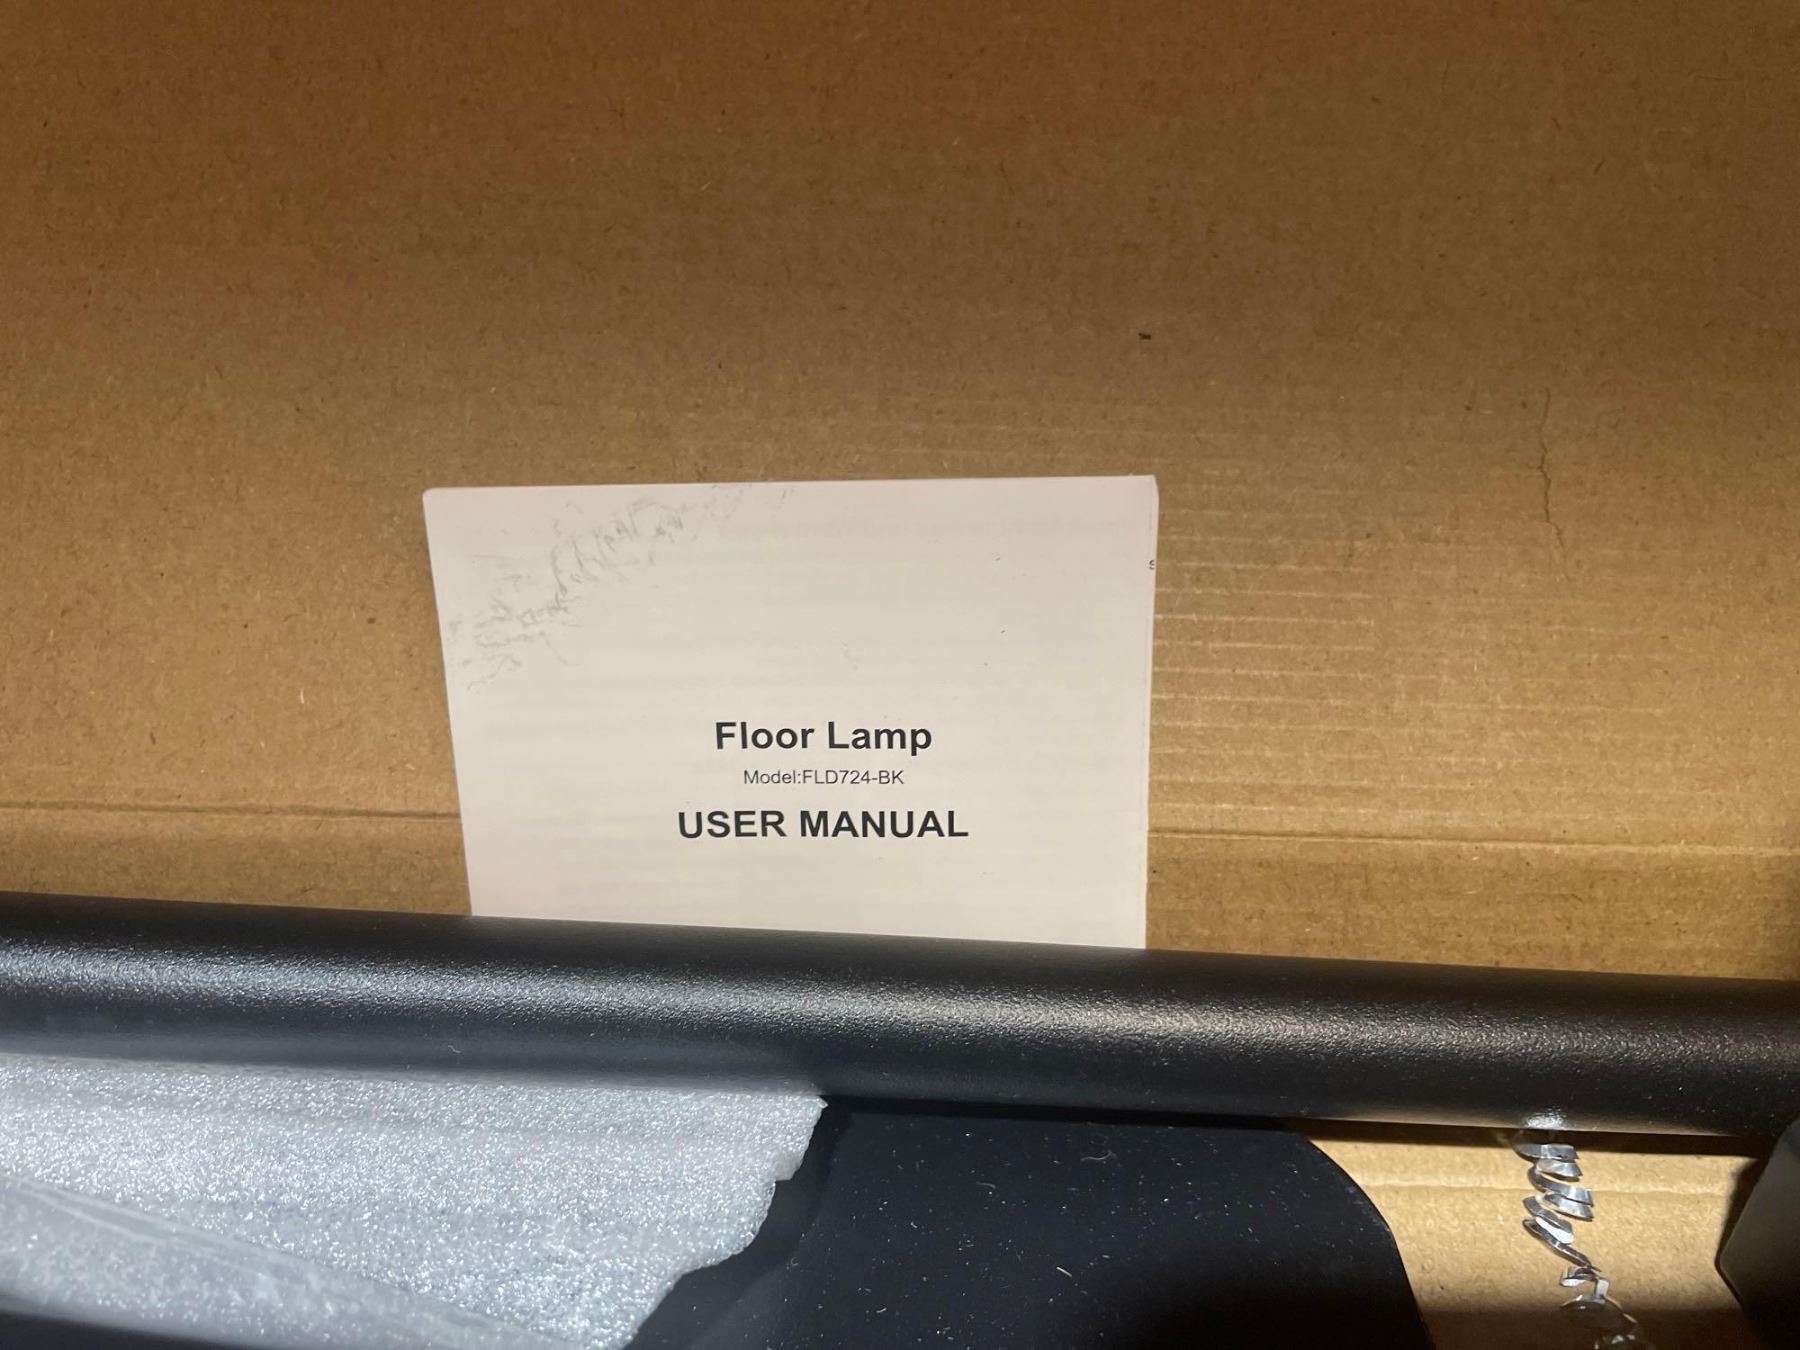 Floor Lamp
Model:FLD724-BK
USER MANUAL